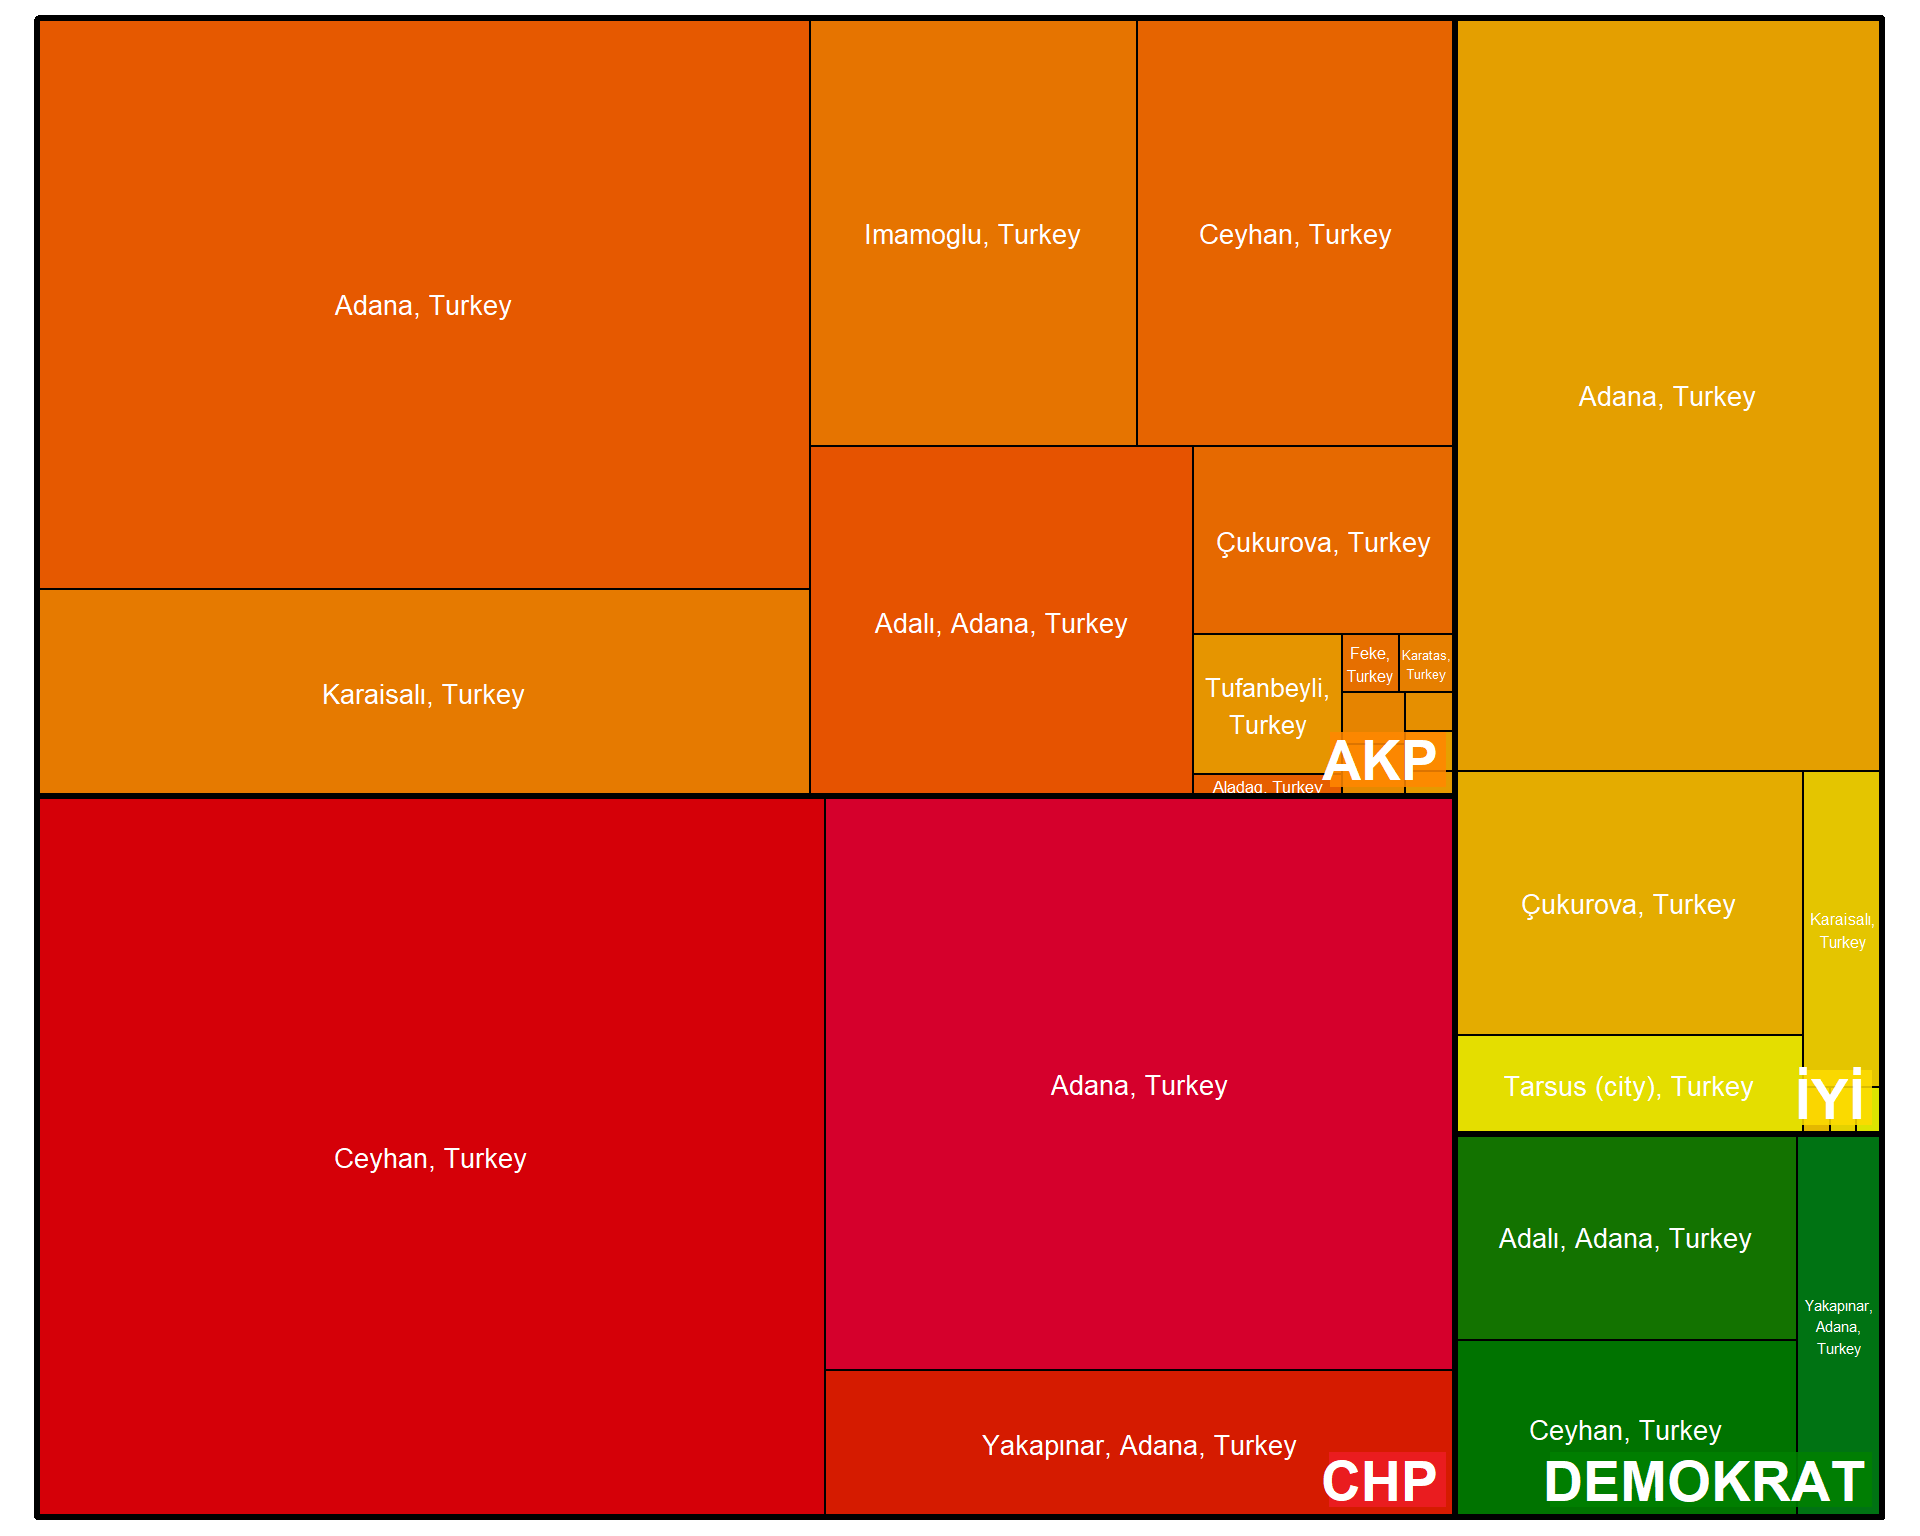 Adana, Turkey
Karaisalı, Turkey
Imamoglu, Turkey
Ceyhan, Turkey
Adalı, Adana, Turkey
Çukurova, Turkey
Tufanbeyli,
Turkey
Feke,
Turkey
Karatas,
Turkey
Aladag, Turkey
AKP
Ceyhan, Turkey
Adana, Turkey
Yakapınar, Adana, Turkey
CHP
Adana, Turkey
Çukurova, Turkey
Karaisalı,
Turkey
Tarsus (city), Turkey
İYİ
Adalı, Adana, Turkey
Ceyhan, Turkey
Yakapınar,
Adana,
Turkey
DEMOKRAT